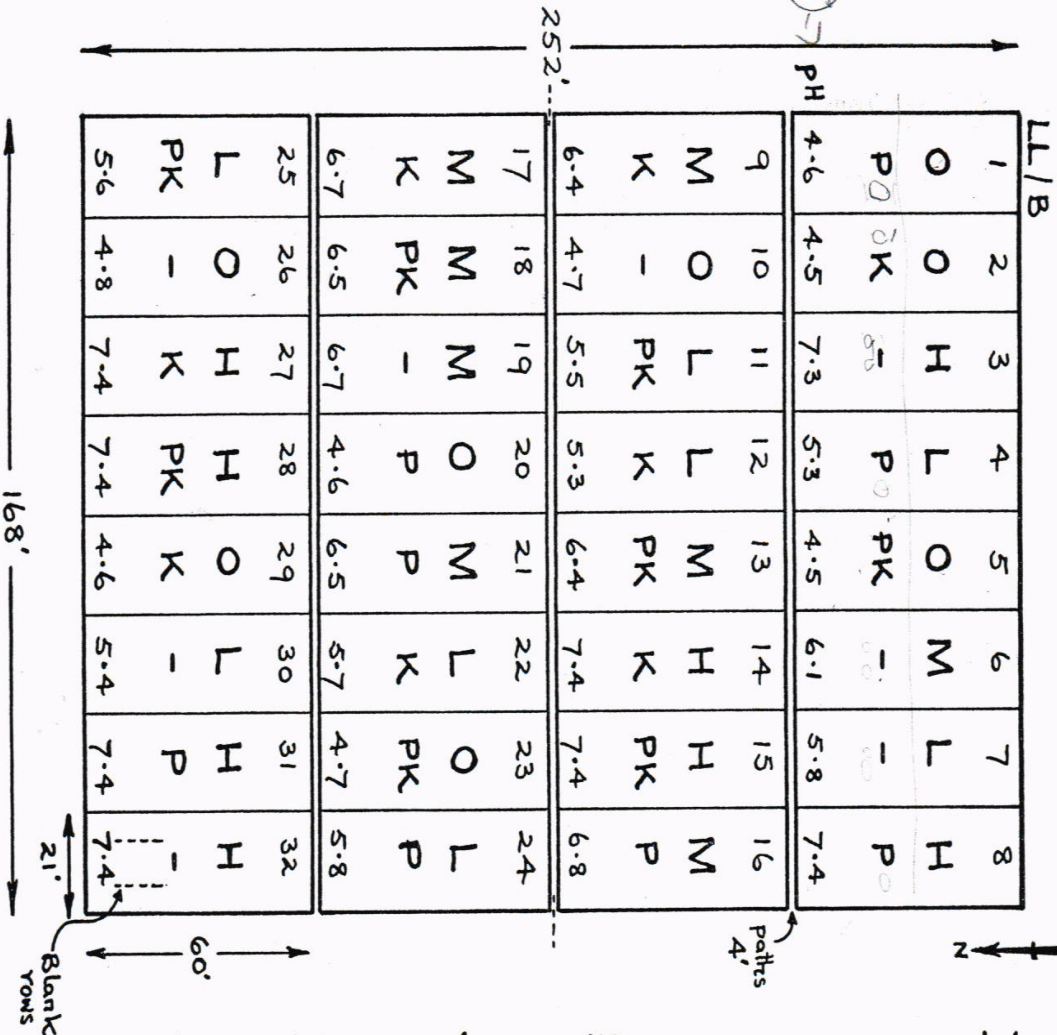 LL/B
1 2 3 4 5 6 7 8
O O H L O M L H
P K - P PK - - P
pH 4.6 4.5 7.3 5.3 4.5 6.1 5.8 7.4
9 10 11 12 13 14 15 16
M O L L M H H M
K - PK K PK K PK P
6.4 4.7 5.5 5.3 6.4 7.4 7.4 6.8
17 18 19 20 21 22 23 24
M M M O M L O L
K PK - P P K PK P
6.7 6.5 6.7 4.6 6.5 5.7 4.7 5.8
25 26 27 28 29 30 31 32
L O H H O L H H
PK - K PK K - P -
5.6 4.8 7.4 7.4 4.6 5.4 7.4 7.4
252'
168'
21'
60'
paths
4'
N
Blank
rows